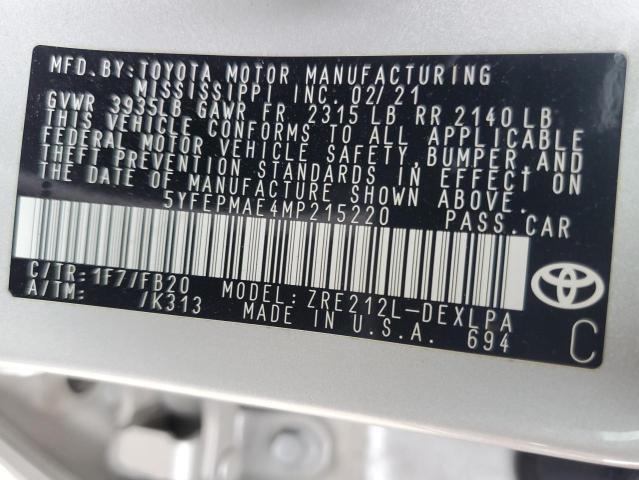 MFD.BY:TOYOTA MOTOR MANUFACTURING
MISSISSIPPI INC. 02/21
GVWR 3935LB GAWR FR 2315 LB RR 2140 LB
THIS VEHICLE CONFORMS TO ALL APPLICABLE
FEDERAL MOTOR VEHICLE SAFETY, BUMPER, AND
THEFT PREVENTION STANDARDS IN EFFECT ON
THE DATE OF MANUFACTURE SHOWN ABOVE.
5YFEPMAE4MP215220 PASS.CAR
C/TR: 1F7/FB20 MODEL: ZRE212L-DEXLPA
A/TM: /K313 MADE IN U.S.A. 694
C